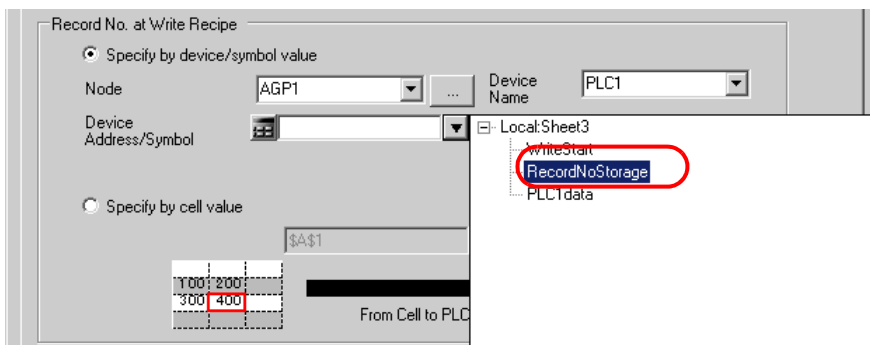 Record No. at Write Recipe
Specify by device/symbol value
Node
AGP1
...
Device
Name
PLC1
Device
Address/Symbol
Local:Sheet3
WriteStart
RecordNoStorage
PLC1data
Specify by cell value
$A$1
100 200
300 400
From Cell to PLC